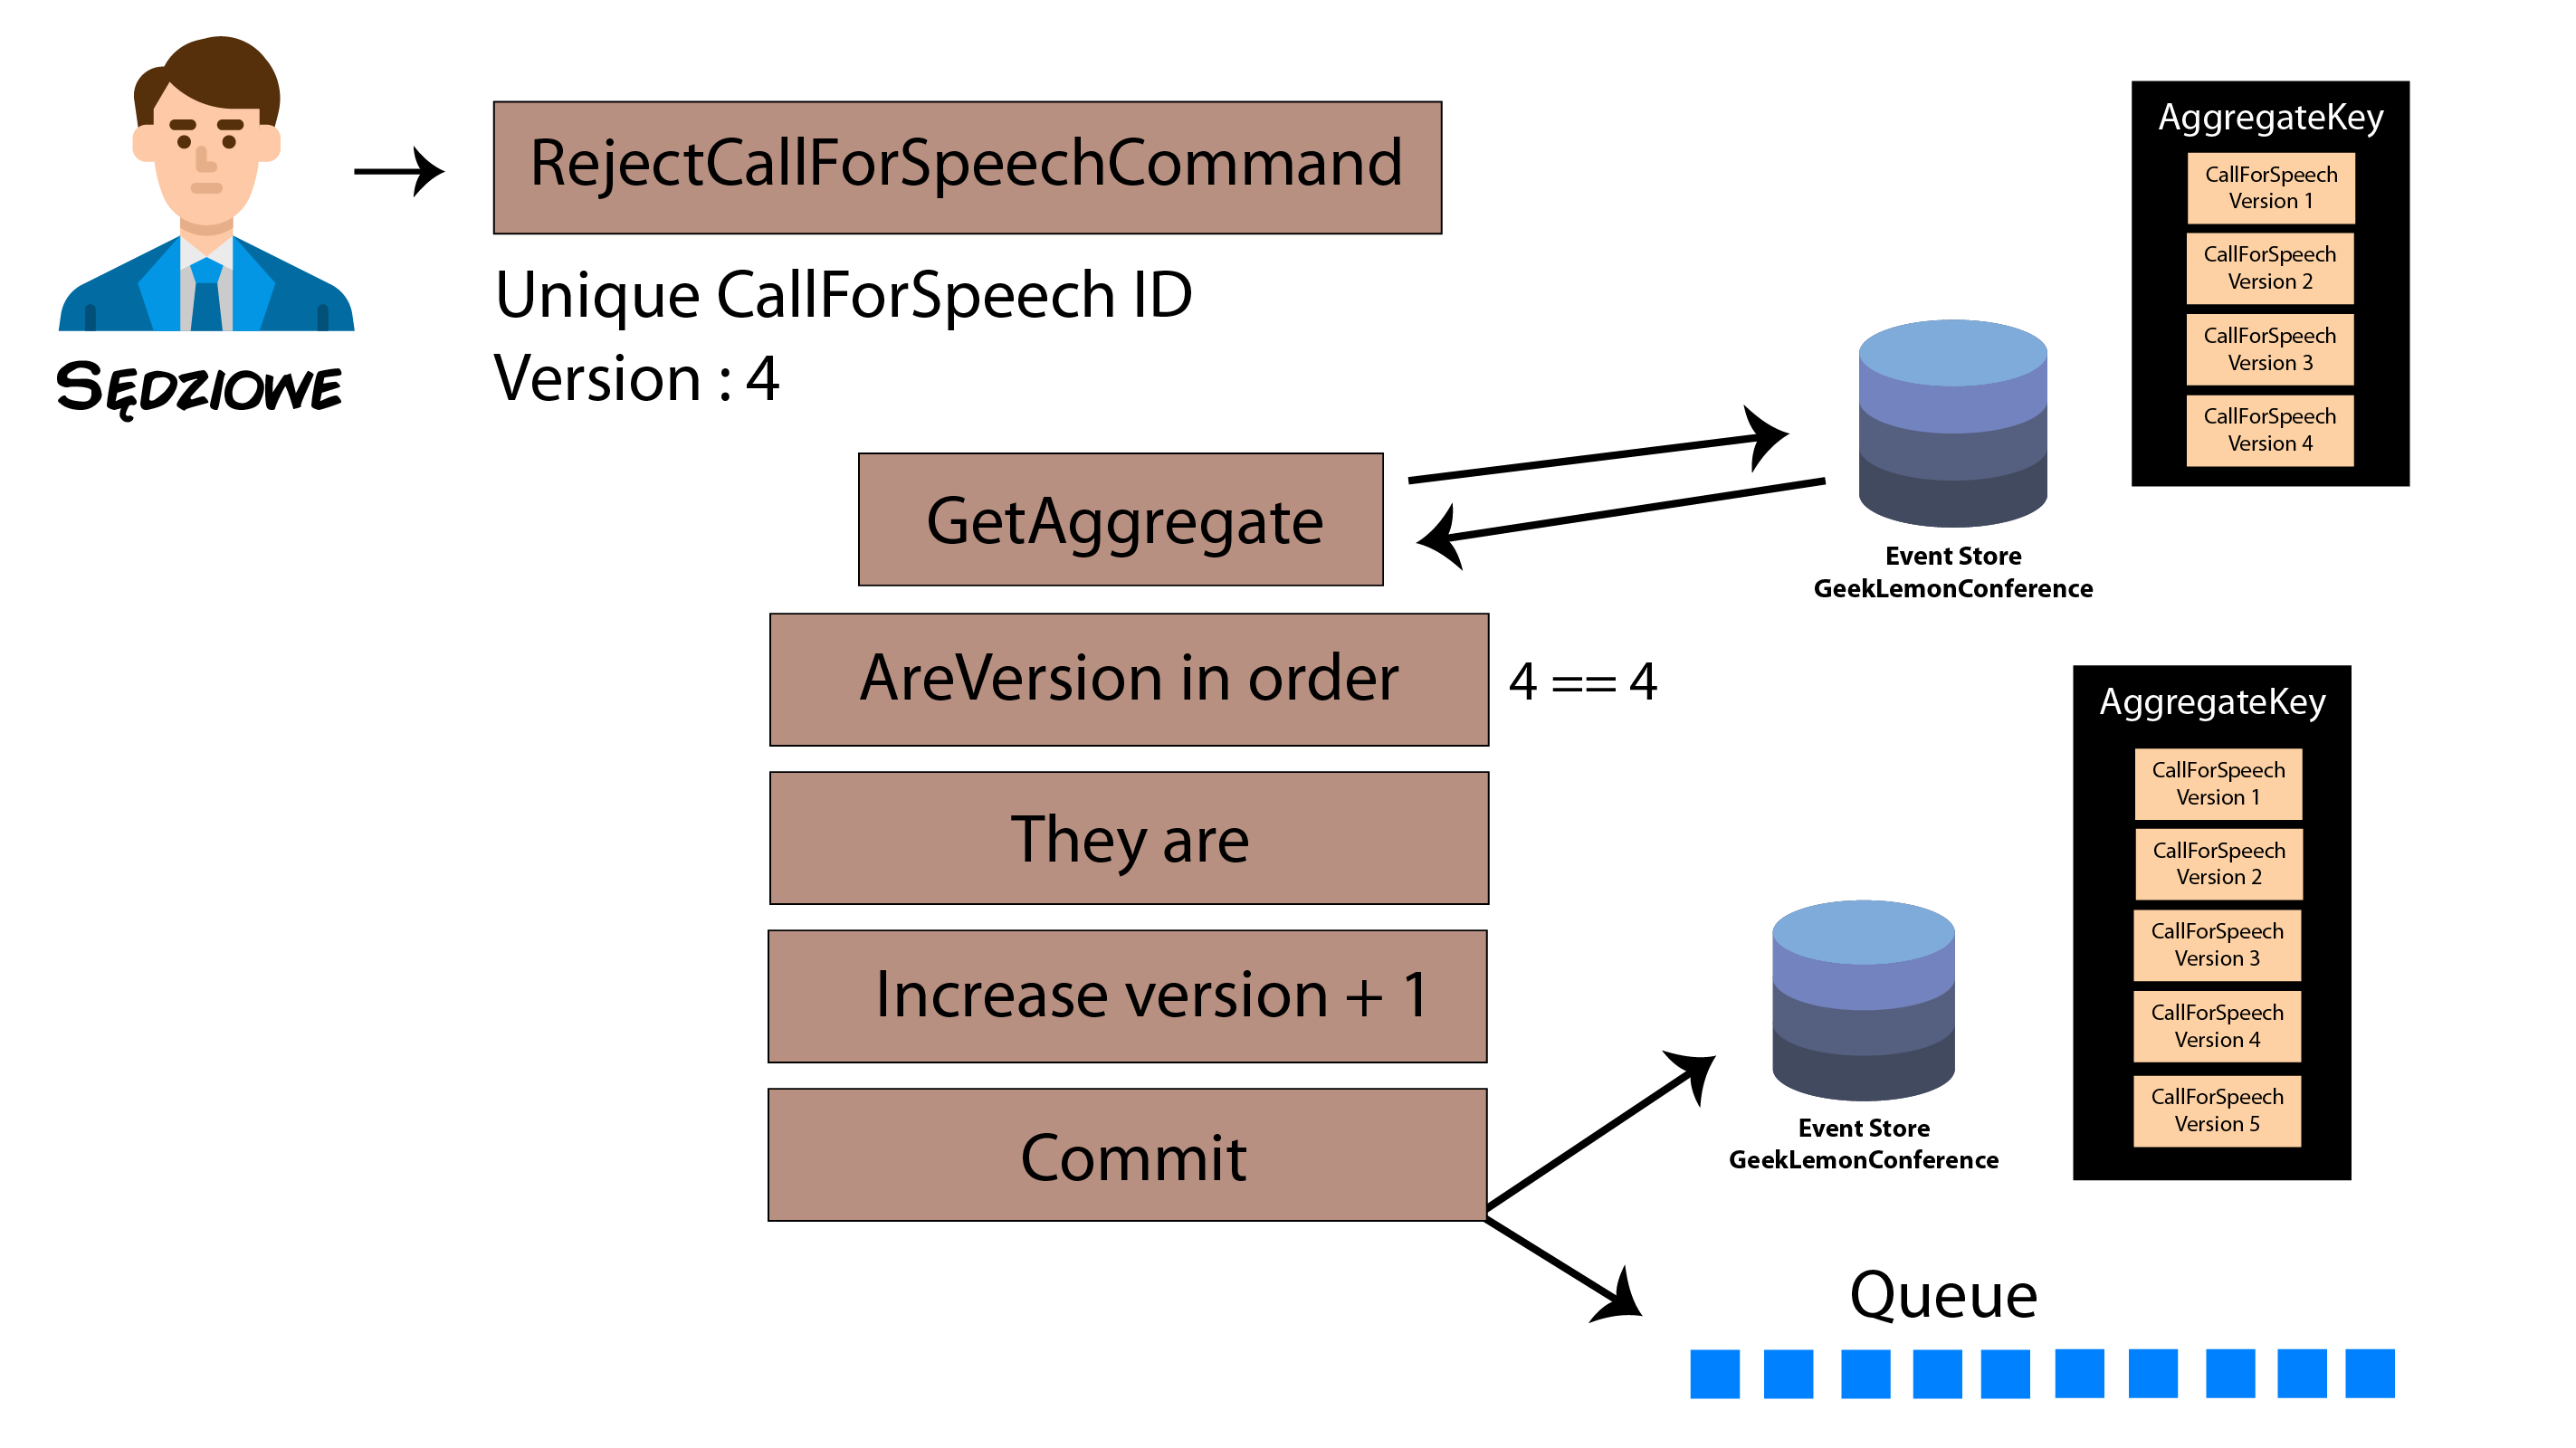 SĘDZIOWE
RejectCallForSpeechCommand
Unique CallForSpeech ID
Version : 4
GetAggregate
Event Store
GeekLemonConference
AggregateKey
CallForSpeech
Version 1
CallForSpeech
Version 2
CallForSpeech
Version 3
CallForSpeech
Version 4
AreVersion in order
4 == 4
They are
Increase version + 1
Commit
Event Store
GeekLemonConference
AggregateKey
CallForSpeech
Version 1
CallForSpeech
Version 2
CallForSpeech
Version 3
CallForSpeech
Version 4
CallForSpeech
Version 5
Queue